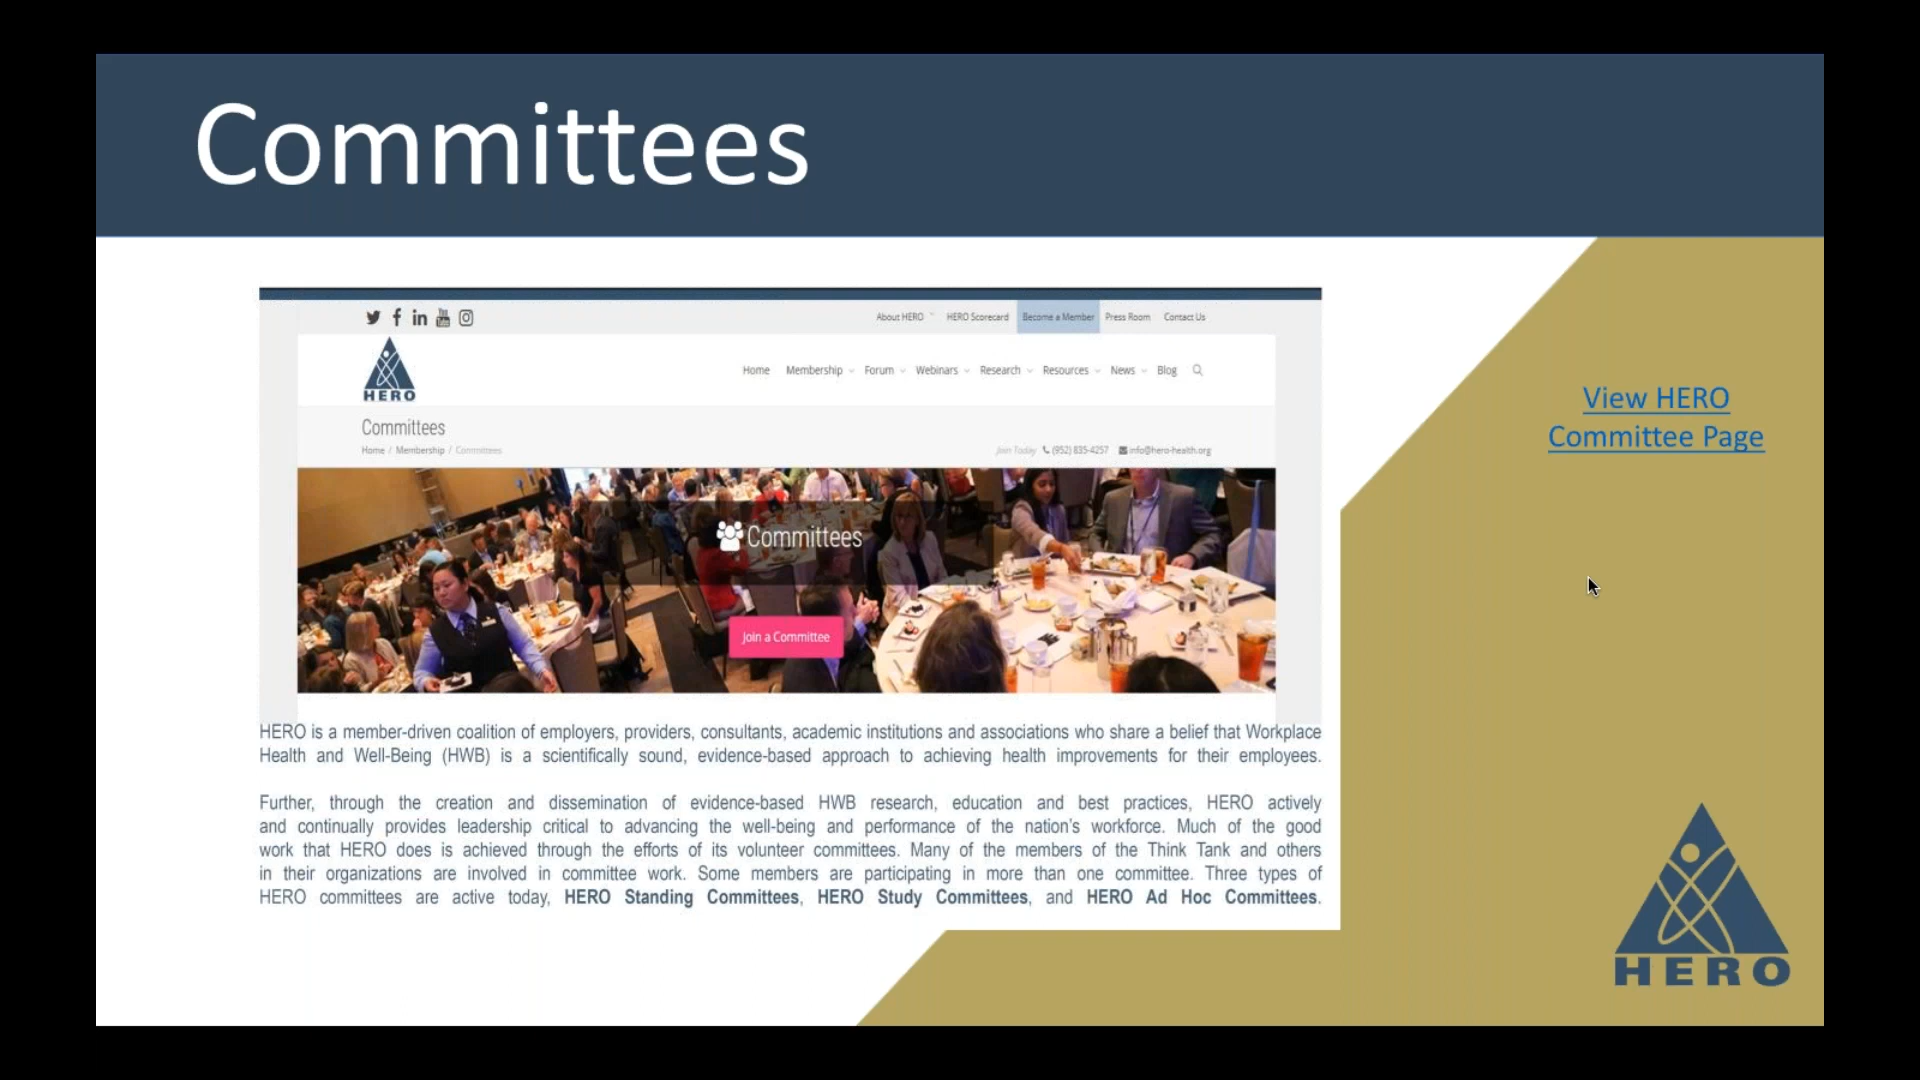 Committees
About HERO
HERO Scorecard
Become a Member
Press Room
Contact Us
HERO
Home
Membership
Forum
Webinars
Research
Resources
News
Blog
Committees
Home / Membership / Committees
Join Today
(952) 835-4257
info@hero-health.org
Committees
Join a Committee
HERO is a member-driven coalition of employers, providers, consultants, academic institutions and associations who share a belief that Workplace
Health and Well-Being (HWB) is a scientifically sound, evidence-based approach to achieving health improvements for their employees.
Further, through the creation and dissemination of evidence-based HWB research, education and best practices, HERO actively
and continually provides leadership critical to advancing the well-being and performance of the nation's workforce. Much of the good
work that HERO does is achieved through the efforts of its volunteer committees. Many of the members of the Think Tank and others
in their organizations are involved in committee work. Some members are participating in more than one committee. Three types of
HERO committees are active today, HERO Standing Committees, HERO Study Committees, and HERO Ad Hoc Committees.
View HERO
Committee Page
HERO